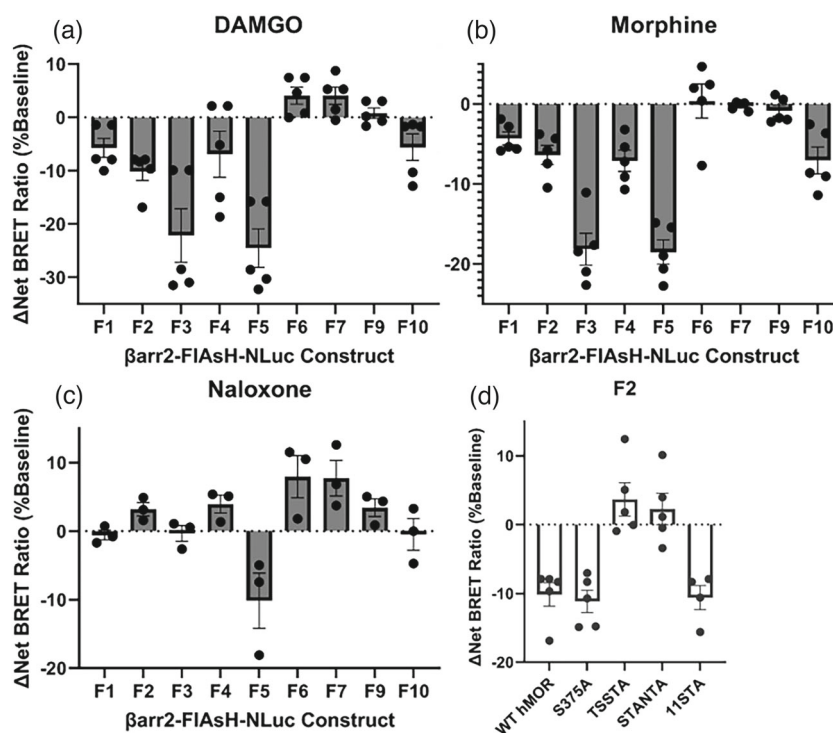 (a) DAMGO
ΔNet BRET Ratio (%Baseline)
10
0
-10
-20
-30
F1 F2 F3 F4 F5 F6 F7 F9 F10
βarr2-FlAsH-NLuc Construct
(b) Morphine
ΔNet BRET Ratio (%Baseline)
0
-10
-20
F1 F2 F3 F4 F5 F6 F7 F9 F10
βarr2-FlAsH-NLuc Construct
(c) Naloxone
ΔNet BRET Ratio (%Baseline)
10
0
-10
-20
F1 F2 F3 F4 F5 F6 F7 F9 F10
βarr2-FlAsH-NLuc Construct
(d) F2
ΔNet BRET Ratio (%Baseline)
10
0
-10
-20
WT hMOR
S375A
TSSTA
STANTA
11STA